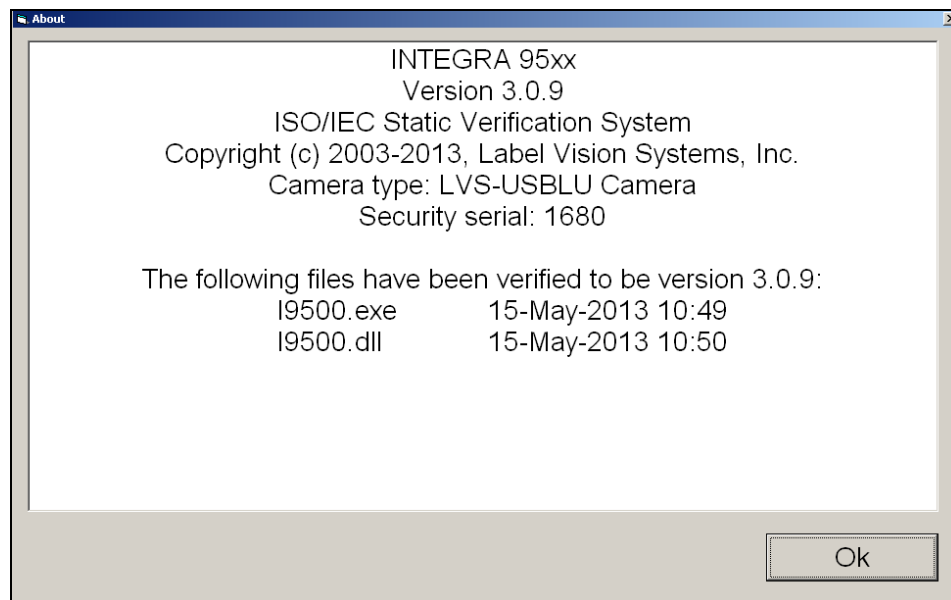 About
INTEGRA 95xx
Version 3.0.9
ISO/IEC Static Verification System
Copyright (c) 2003-2013, Label Vision Systems, Inc.
Camera type: LVS-USBLU Camera
Security serial: 1680
The following files have been verified to be version 3.0.9:
I9500.exe 15-May-2013 10:49
I9500.dll 15-May-2013 10:50
Ok